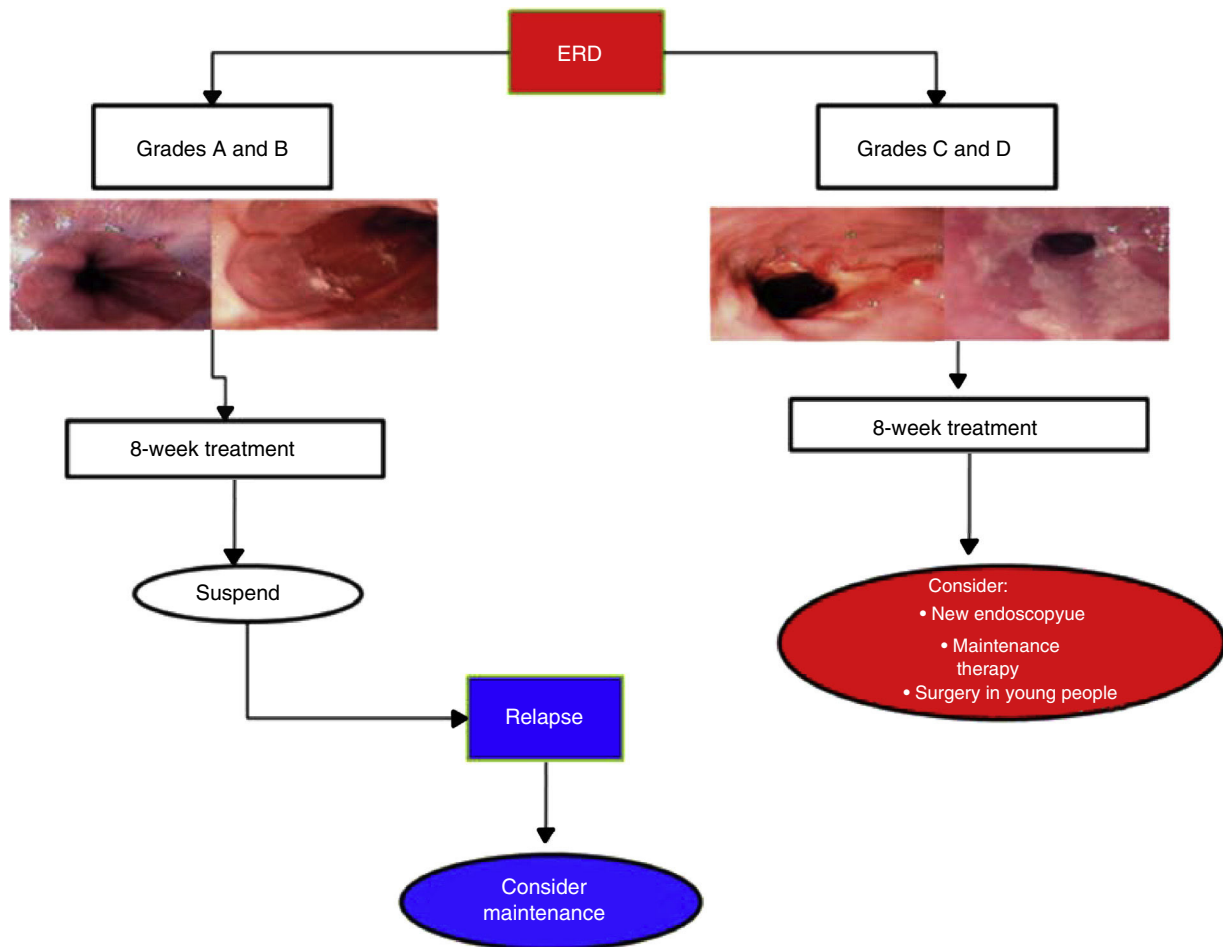 ERD
Grades A and B
Grades C and D
8-week treatment
8-week treatment
Suspend
Consider:
• New endoscopyue
• Maintenance
therapy
• Surgery in young people
Relapse
Consider
maintenance